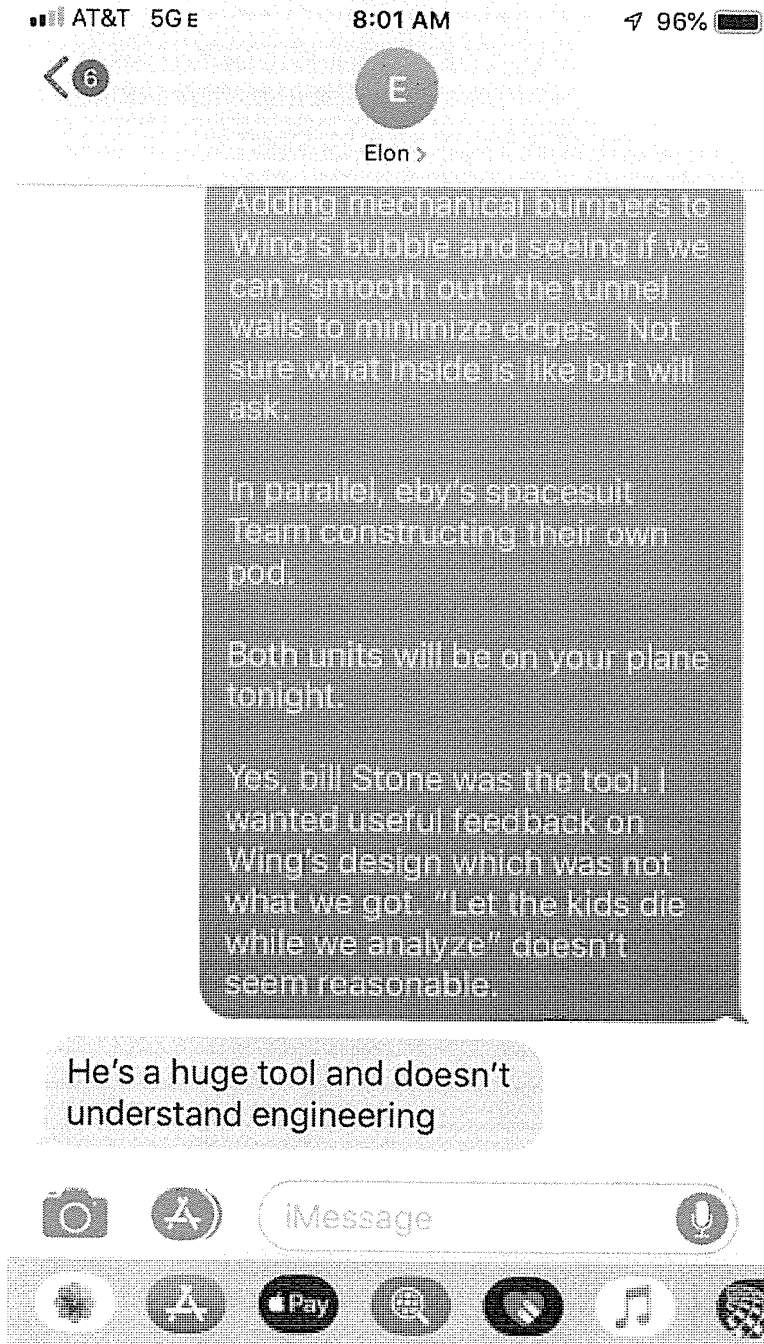 AT&T 5GE 8:01 AM 96%
6
E
Elon >
Adding mechanical bumpers to
Wing's bubble and seeing if we
can "smooth out" the tunnel
walls to minimize edges. Not
sure what inside is like but will
ask.
In parallel, eby's spacesuit
Team constructing their own
pod.
Both units will be on your plane
tonight.
Yes, bill Stone was the tool. I
wanted useful feedback on
Wing's design which was not
what we got. "Let the kids die
while we analyze" doesn't
seem reasonable.
He's a huge tool and doesn't
understand engineering
iMessage
Pay